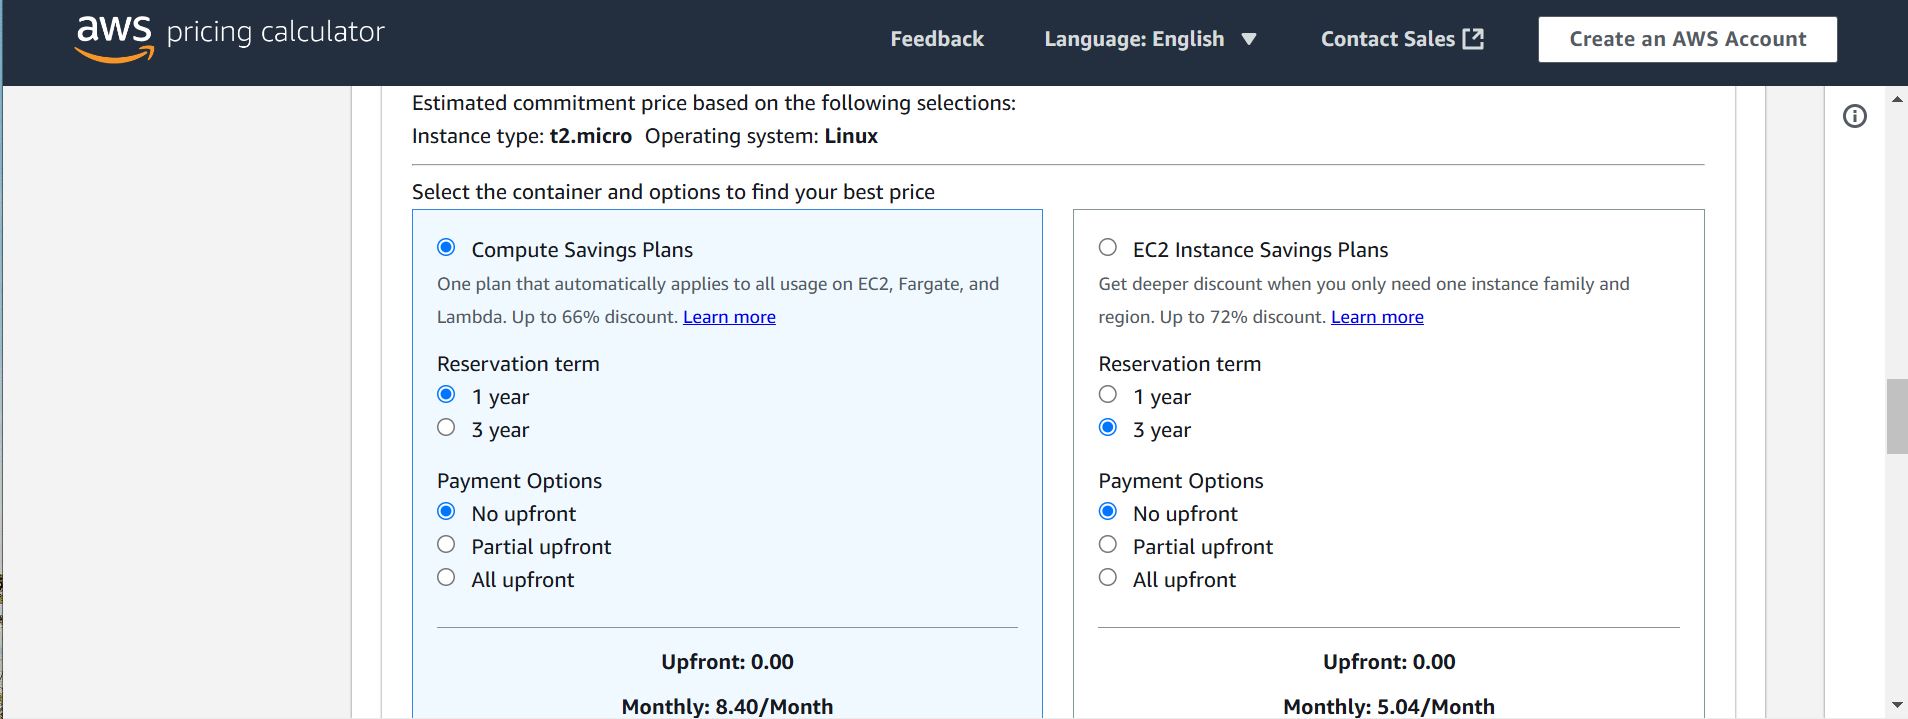 aws pricing calculator
Feedback
Language: English
Contact Sales
Create an AWS Account
Estimated commitment price based on the following selections:
Instance type: t2.micro Operating system: Linux
Select the container and options to find your best price
Compute Savings Plans
One plan that automatically applies to all usage on EC2, Fargate, and
Lambda. Up to 66% discount. Learn more
Reservation term
1 year
3 year
Payment Options
No upfront
Partial upfront
All upfront
Upfront: 0.00
Monthly: 8.40/Month
EC2 Instance Savings Plans
Get deeper discount when you only need one instance family and
region. Up to 72% discount. Learn more
Reservation term
1 year
3 year
Payment Options
No upfront
Partial upfront
All upfront
Upfront: 0.00
Monthly: 5.04/Month